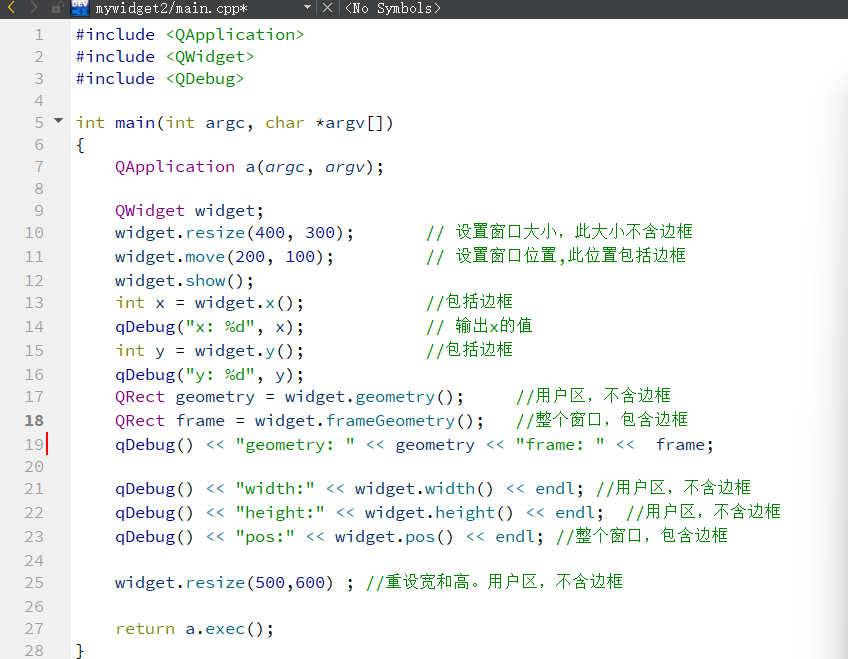 DEV mywidget2/main.cpp* <No Symbols>
1 #include <QApplication>
2 #include <QWidget>
3 #include <QDebug>
4
5 int main(int argc, char *argv[])
6 {
7     QApplication a(argc, argv);
8
9     QWidget widget;
10     widget.resize(400, 300);       // 设置窗口大小，此大小不含边框
11     widget.move(200, 100);         // 设置窗口位置,此位置包括边框
12     widget.show();
13     int x = widget.x();            //包括边框
14     qDebug("x: %d", x);            // 输出x的值
15     int y = widget.y();            //包括边框
16     qDebug("y: %d", y);
17     QRect geometry = widget.geometry();     //用户区，不含边框
18     QRect frame = widget.frameGeometry();   //整个窗口，包含边框
19     qDebug() << "geometry: " << geometry << "frame: " <<  frame;
20
21     qDebug() << "width:" << widget.width() << endl; //用户区，不含边框
22     qDebug() << "height:" << widget.height() << endl;  //用户区，不含边框
23     qDebug() << "pos:" << widget.pos() << endl; //整个窗口，包含边框
24
25     widget.resize(500,600) ; //重设宽和高。用户区，不含边框
26
27     return a.exec();
28 }